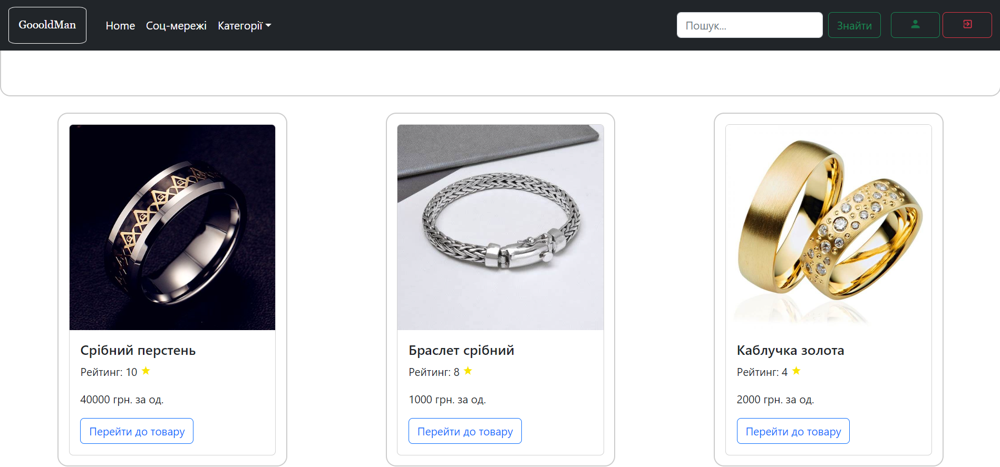 GoooldMan
Home Соц-мережі Категорії
Пошук...
Знайти
Срібний перстень
Рейтинг: 10
40000 грн. за од.
Перейти до товару
Браслет срібний
Рейтинг: 8
1000 грн. за од.
Перейти до товару
Каблучка золота
Рейтинг: 4
2000 грн. за од.
Перейти до товару